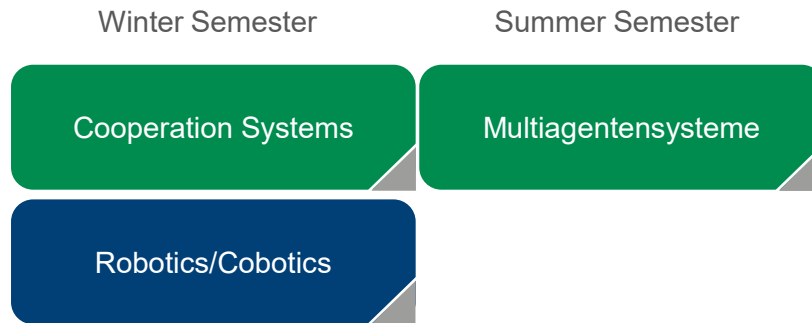 Winter Semester
Summer Semester
Cooperation Systems
Multiagentensysteme
Robotics/Cobotics